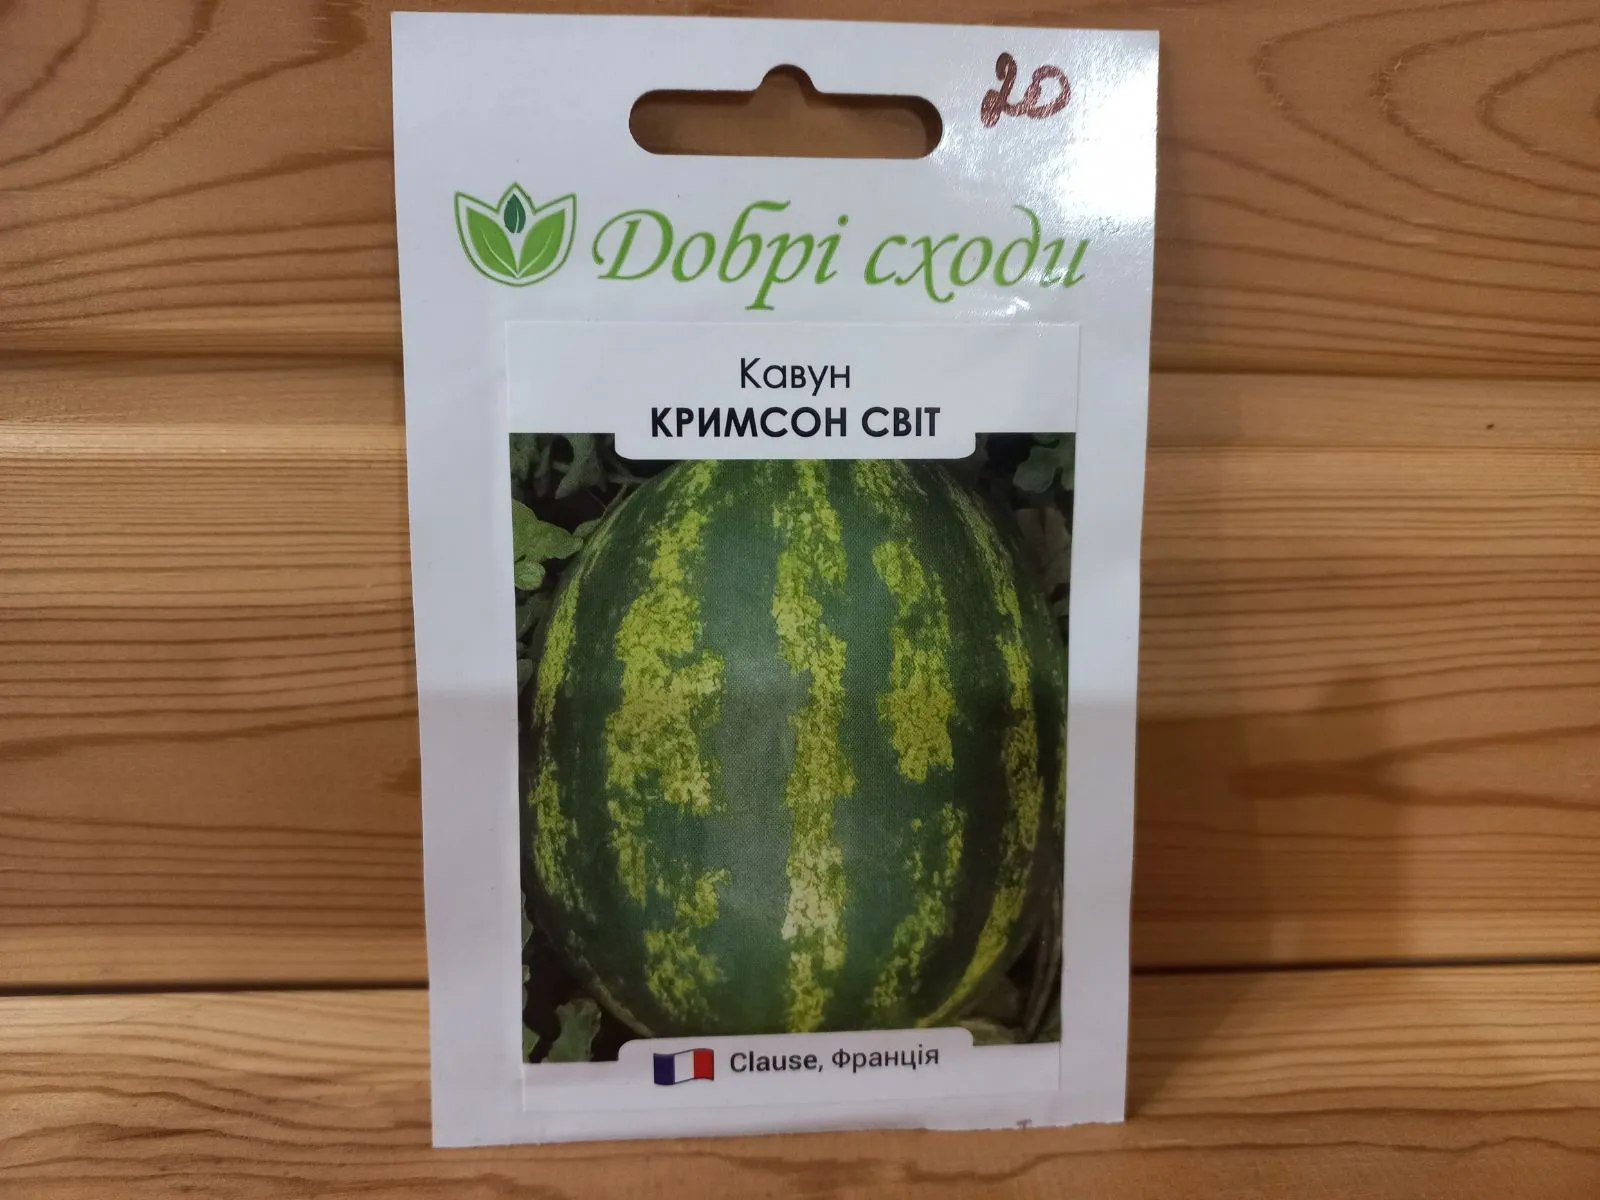 20
Добрі сходи
Кавун
КРИМСОН СВІТ
Clause, Франція